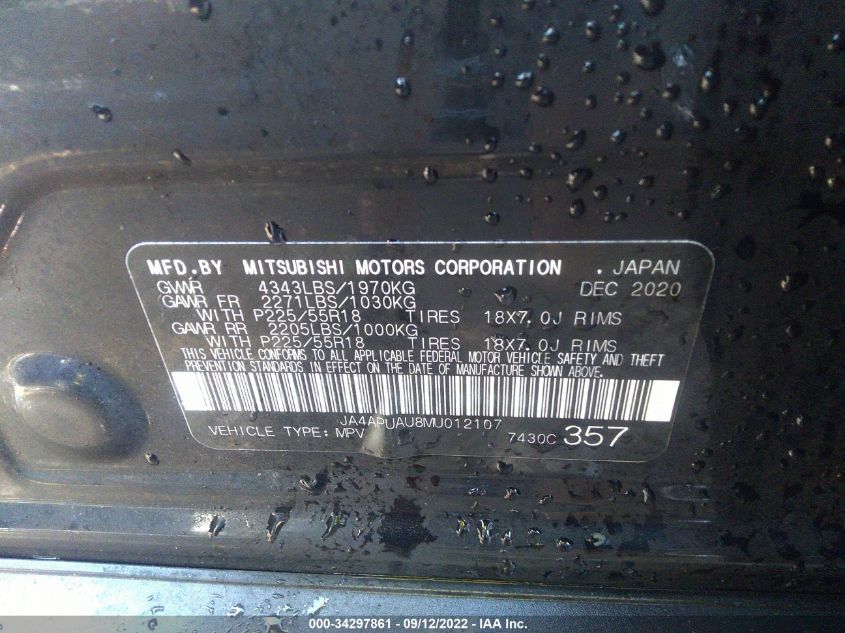 MFD.BY MITSUBISHI MOTORS CORPORATION . JAPAN
GVWR 4343LBS/1970KG DEC 2020
GAWR FR 2271LBS/1030KG
WITH P225/55R18 TIRES 18X7.0J RIMS
GAWR RR 2205LBS/1000KG
WITH P225/55R18 TIRES 18X7.0J RIMS
THIS VEHICLE CONFORMS TO ALL APPLICABLE FEDERAL MOTOR VEHICLE SAFETY AND THEFT
PREVENTION STANDARDS IN EFFECT ON THE DATE OF MANUFACTURE SHOWN ABOVE.
JA4APUAU8MU012107
VEHICLE TYPE: MPV 7430C 357
000-34297861 - 09/12/2022 - IAA Inc.